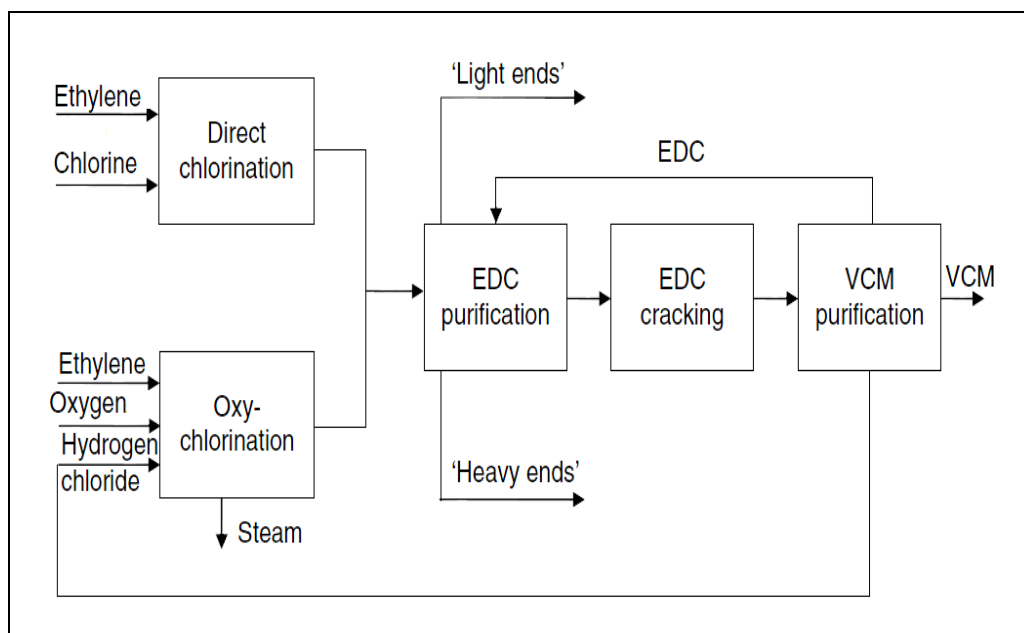 ‘Light ends’
Ethylene
Direct
chlorination
Chlorine
EDC
EDC
purification
EDC
cracking
VCM
purification
VCM
Ethylene
Oxygen
Hydrogen
chloride
Oxy-
chlorination
‘Heavy ends’
Steam